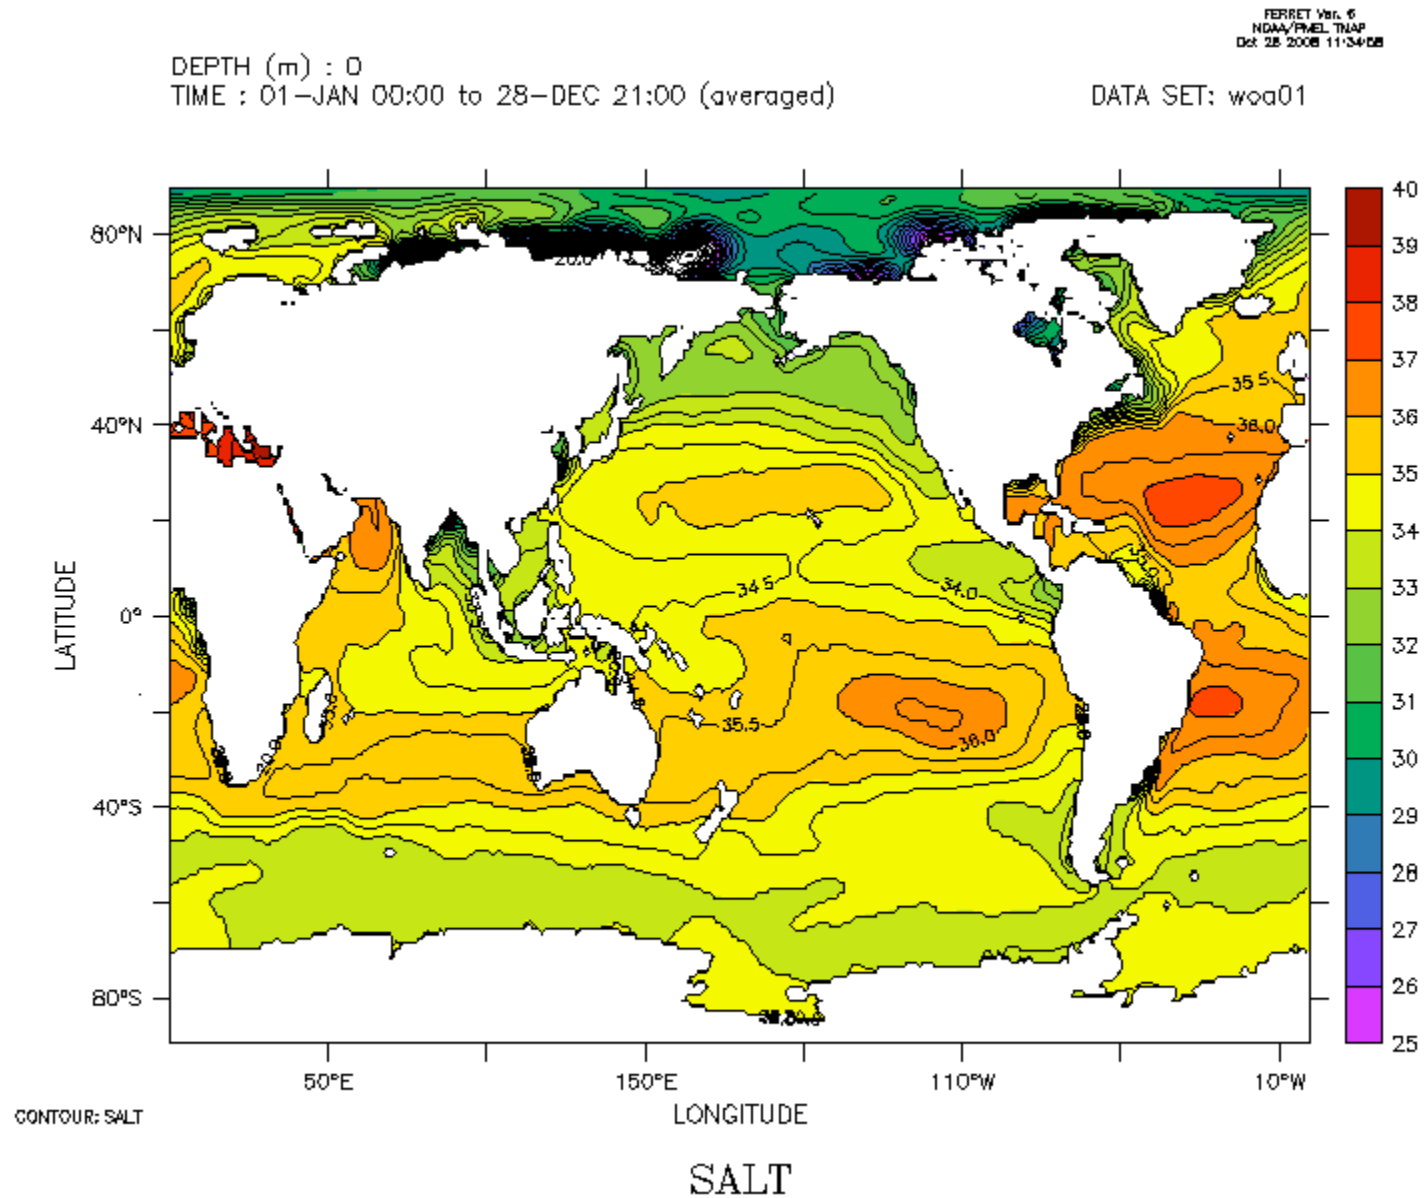 FERRET Ver. 6
NOAA/PMEL TMAP
Oct 28 2008 11:34:58
DEPTH (m) : 0
TIME : 01-JAN 00:00 to 28-DEC 21:00 (averaged)
DATA SET: woa01
80°N
40°N
0°
40°S
80°S
LATITUDE
50°E
150°E
110°W
10°W
LONGITUDE
40
39
38
37
36
35
34
33
32
31
30
29
28
27
26
25
20.0
35.5
36.0
34.5
34.0
35.5
36.0
CONTOUR: SALT
SALT